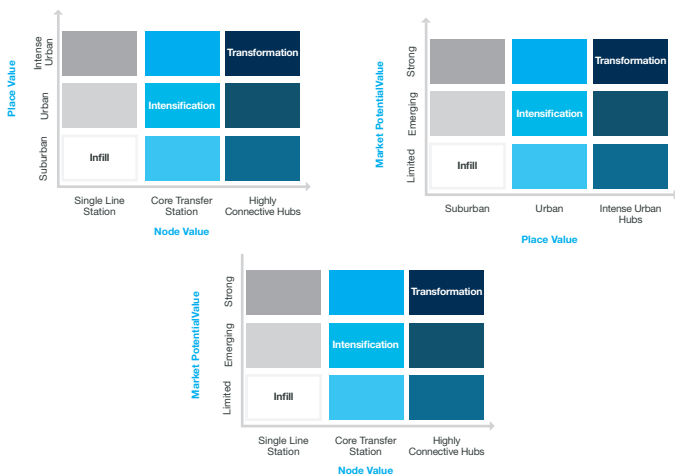 Place Value
Intense
Urban
Urban
Suburban
Transformation
Intensification
Infill
Single Line
Station
Core Transfer
Station
Highly
Connective Hubs
Node Value
Market PotentialValue
Strong
Emerging
Limited
Transformation
Intensification
Infill
Suburban
Urban
Intense Urban
Hubs
Place Value
Market PotentialValue
Strong
Emerging
Limited
Transformation
Intensification
Infill
Single Line
Station
Core Transfer
Station
Highly
Connective Hubs
Node Value